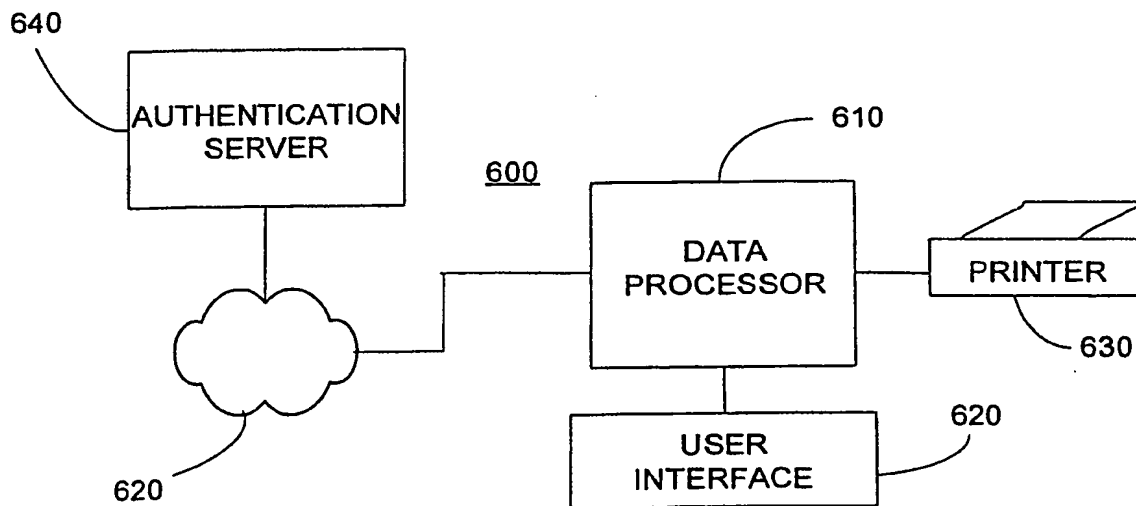 640
AUTHENTICATION
SERVER
600
610
DATA
PROCESSOR
PRINTER
630
620
USER
INTERFACE
620